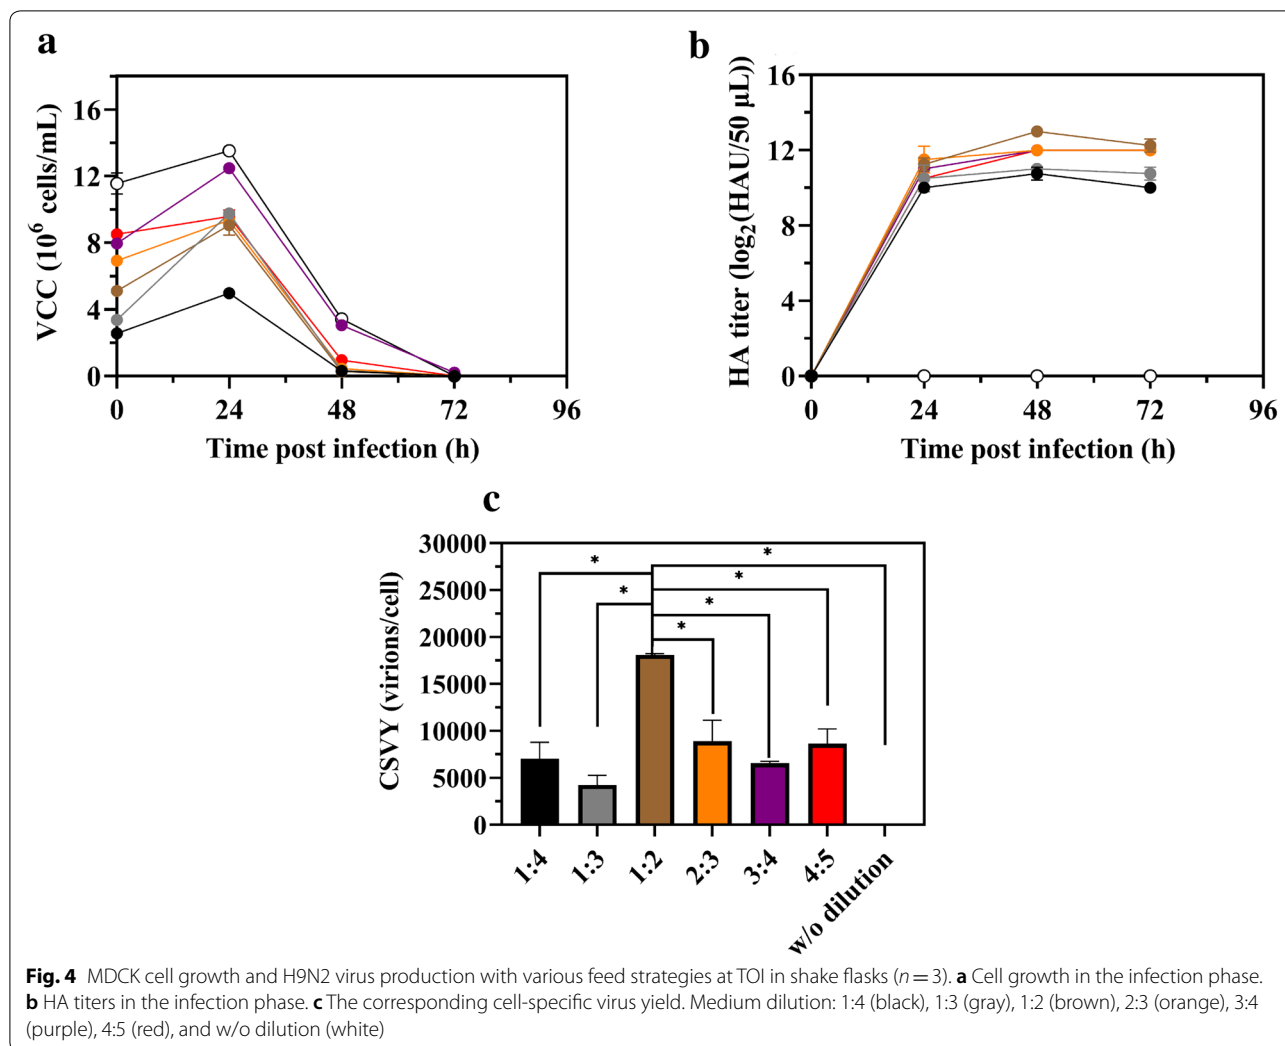 a
VCC (10⁶ cells/mL)
16
12
8
4
0
0 24 48 72 96
Time post infection (h)
b
HA titer (log₂(HAU/50 µL))
16
12
8
4
0
0 24 48 72 96
Time post infection (h)
c
CSVY (virions/cell)
30000
25000
20000
15000
10000
5000
0
* * * * * *
1:4 1:3 1:2 2:3 3:4 4:5 w/o dilution
Fig. 4 MDCK cell growth and H9N2 virus production with various feed strategies at TOI in shake flasks (n = 3). a Cell growth in the infection phase.
b HA titers in the infection phase. c The corresponding cell-specific virus yield. Medium dilution: 1:4 (black), 1:3 (gray), 1:2 (brown), 2:3 (orange), 3:4
(purple), 4:5 (red), and w/o dilution (white)